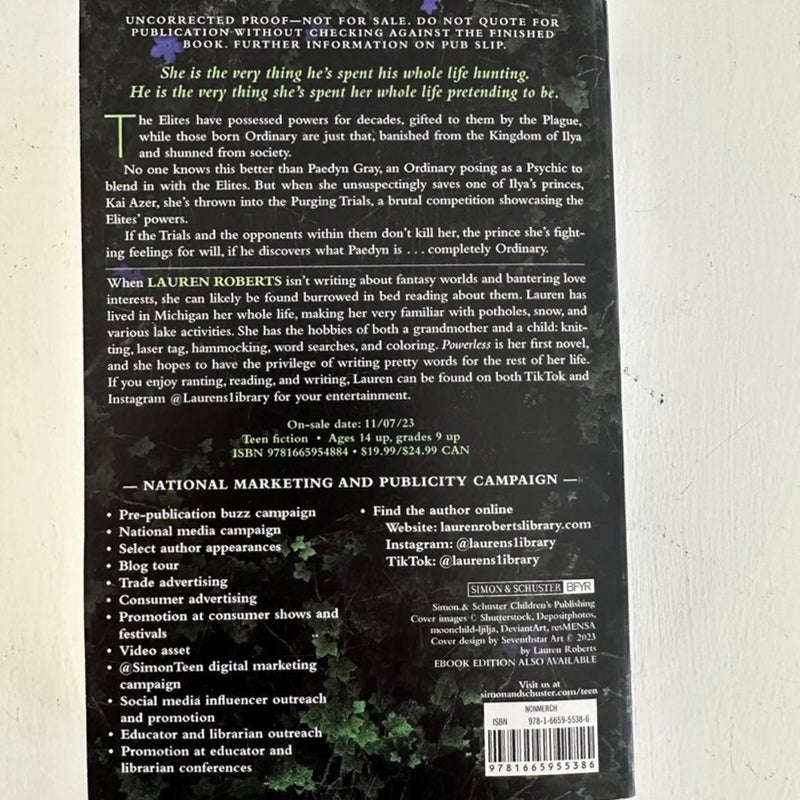 UNCORRECTED PROOF—NOT FOR SALE. DO NOT QUOTE FOR
PUBLICATION WITHOUT CHECKING AGAINST THE FINISHED
BOOK. FURTHER INFORMATION ON PUB SLIP.
She is the very thing he's spent his whole life hunting.
He is the very thing she's spent her whole life pretending to be.
The Elites have possessed powers for decades, gifted to them by the Plague,
while those born Ordinary are just that, banished from the Kingdom of Ilya
and shunned from society.
No one knows this better than Paedyn Gray, an Ordinary posing as a Psychic to
blend in with the Elites. But when she unsuspectingly saves one of Ilya's princes,
Kai Azer, she's thrown into the Purging Trials, a brutal competition showcasing the
Elites' powers.
If the Trials and the opponents within them don't kill her, the prince she's fight-
ing feelings for will, if he discovers what Paedyn is . . . completely Ordinary.
When LAUREN ROBERTS isn't writing about fantasy worlds and bantering love
interests, she can likely be found burrowed in bed reading about them. Lauren has
lived in Michigan her whole life, making her very familiar with potholes, snow, and
various lake activities. She has the hobbies of both a grandmother and a child: knit-
ting, laser tag, hammocking, word searches, and coloring. Powerless is her first novel,
and she hopes to have the privilege of writing pretty words for the rest of her life.
If you enjoy ranting, reading, and writing, Lauren can be found on both TikTok and
Instagram @Laurens1ibrary for your entertainment.
On-sale date: 11/07/23
Teen fiction • Ages 14 up, grades 9 up
ISBN 9781665954884 • $19.99/$24.99 CAN
— NATIONAL MARKETING AND PUBLICITY CAMPAIGN —
• Pre-publication buzz campaign
• National media campaign
• Select author appearances
• Blog tour
• Trade advertising
• Consumer advertising
• Promotion at consumer shows and
festivals
• Video asset
• @SimonTeen digital marketing
campaign
• Social media influencer outreach
and promotion
• Educator and librarian outreach
• Promotion at educator and
librarian conferences
• Find the author online
Website: laurenrobertslibrary.com
Instagram: @laurens1ibrary
TikTok: @laurens1ibrary
SIMON & SCHUSTER BFYR
Simon & Schuster Children's Publishing
Cover images © Shutterstock, Depositphotos,
moonchild-ljilja, DeviantArt, resMENSA
Cover design by Seventhstar Art © 2023
by Lauren Roberts
EBOOK EDITION ALSO AVAILABLE
Visit us at
simonandschuster.com/teen
NONMERCH
ISBN 978-1-6659-5538-6
9781665955386